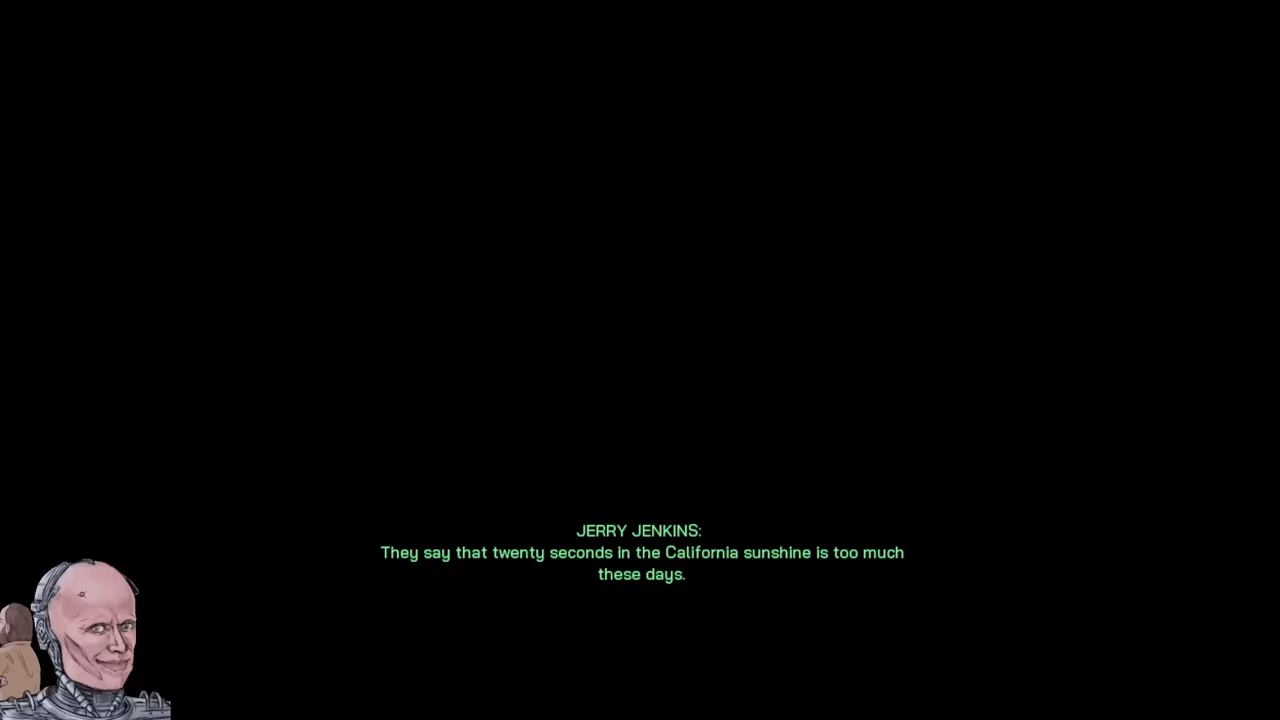 JERRY JENKINS:
They say that twenty seconds in the California sunshine is too much
these days.